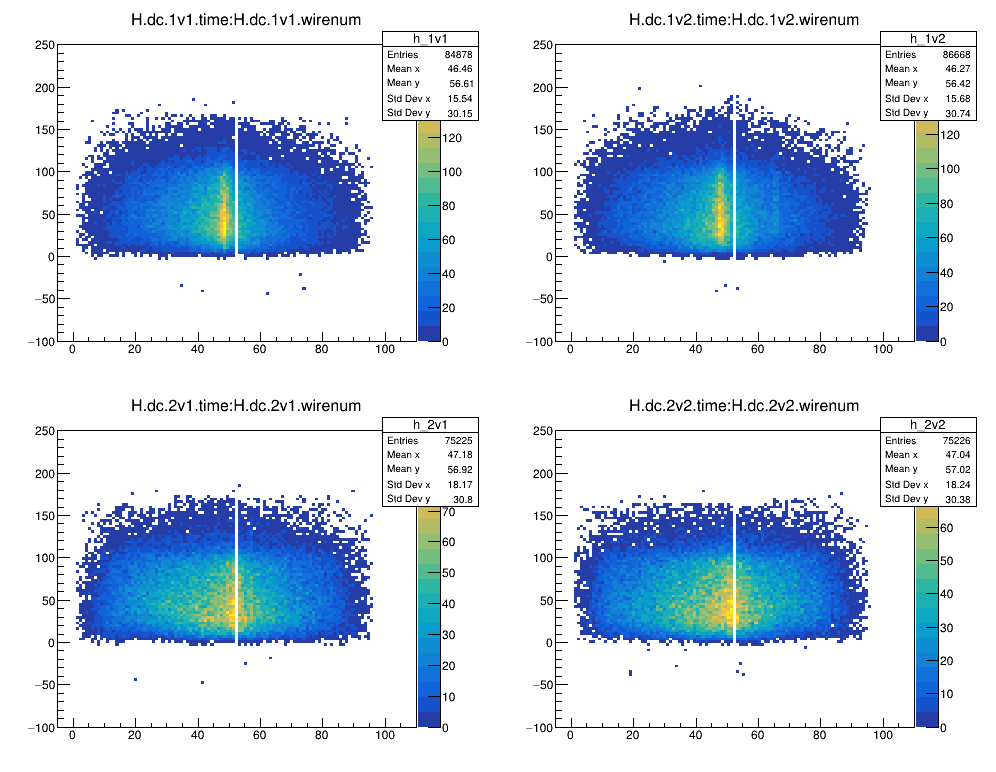 H.dc.1v1.time:H.dc.1v1.wirenum
h_1v1
Entries 84878
Mean x 46.46
Mean y 56.61
Std Dev x 15.54
Std Dev y 30.15
250
200
150
100
50
0
−50
−100
0 20 40 60 80 100
120
100
80
60
40
20
0
H.dc.1v2.time:H.dc.1v2.wirenum
h_1v2
Entries 86668
Mean x 46.27
Mean y 56.42
Std Dev x 15.68
Std Dev y 30.74
250
200
150
100
50
0
−50
−100
0 20 40 60 80 100
120
100
80
60
40
20
0
H.dc.2v1.time:H.dc.2v1.wirenum
h_2v1
Entries 75225
Mean x 47.18
Mean y 56.92
Std Dev x 18.17
Std Dev y 30.8
250
200
150
100
50
0
−50
−100
0 20 40 60 80 100
70
60
50
40
30
20
10
0
H.dc.2v2.time:H.dc.2v2.wirenum
h_2v2
Entries 75226
Mean x 47.04
Mean y 57.02
Std Dev x 18.24
Std Dev y 30.38
250
200
150
100
50
0
−50
−100
0 20 40 60 80 100
60
50
40
30
20
10
0